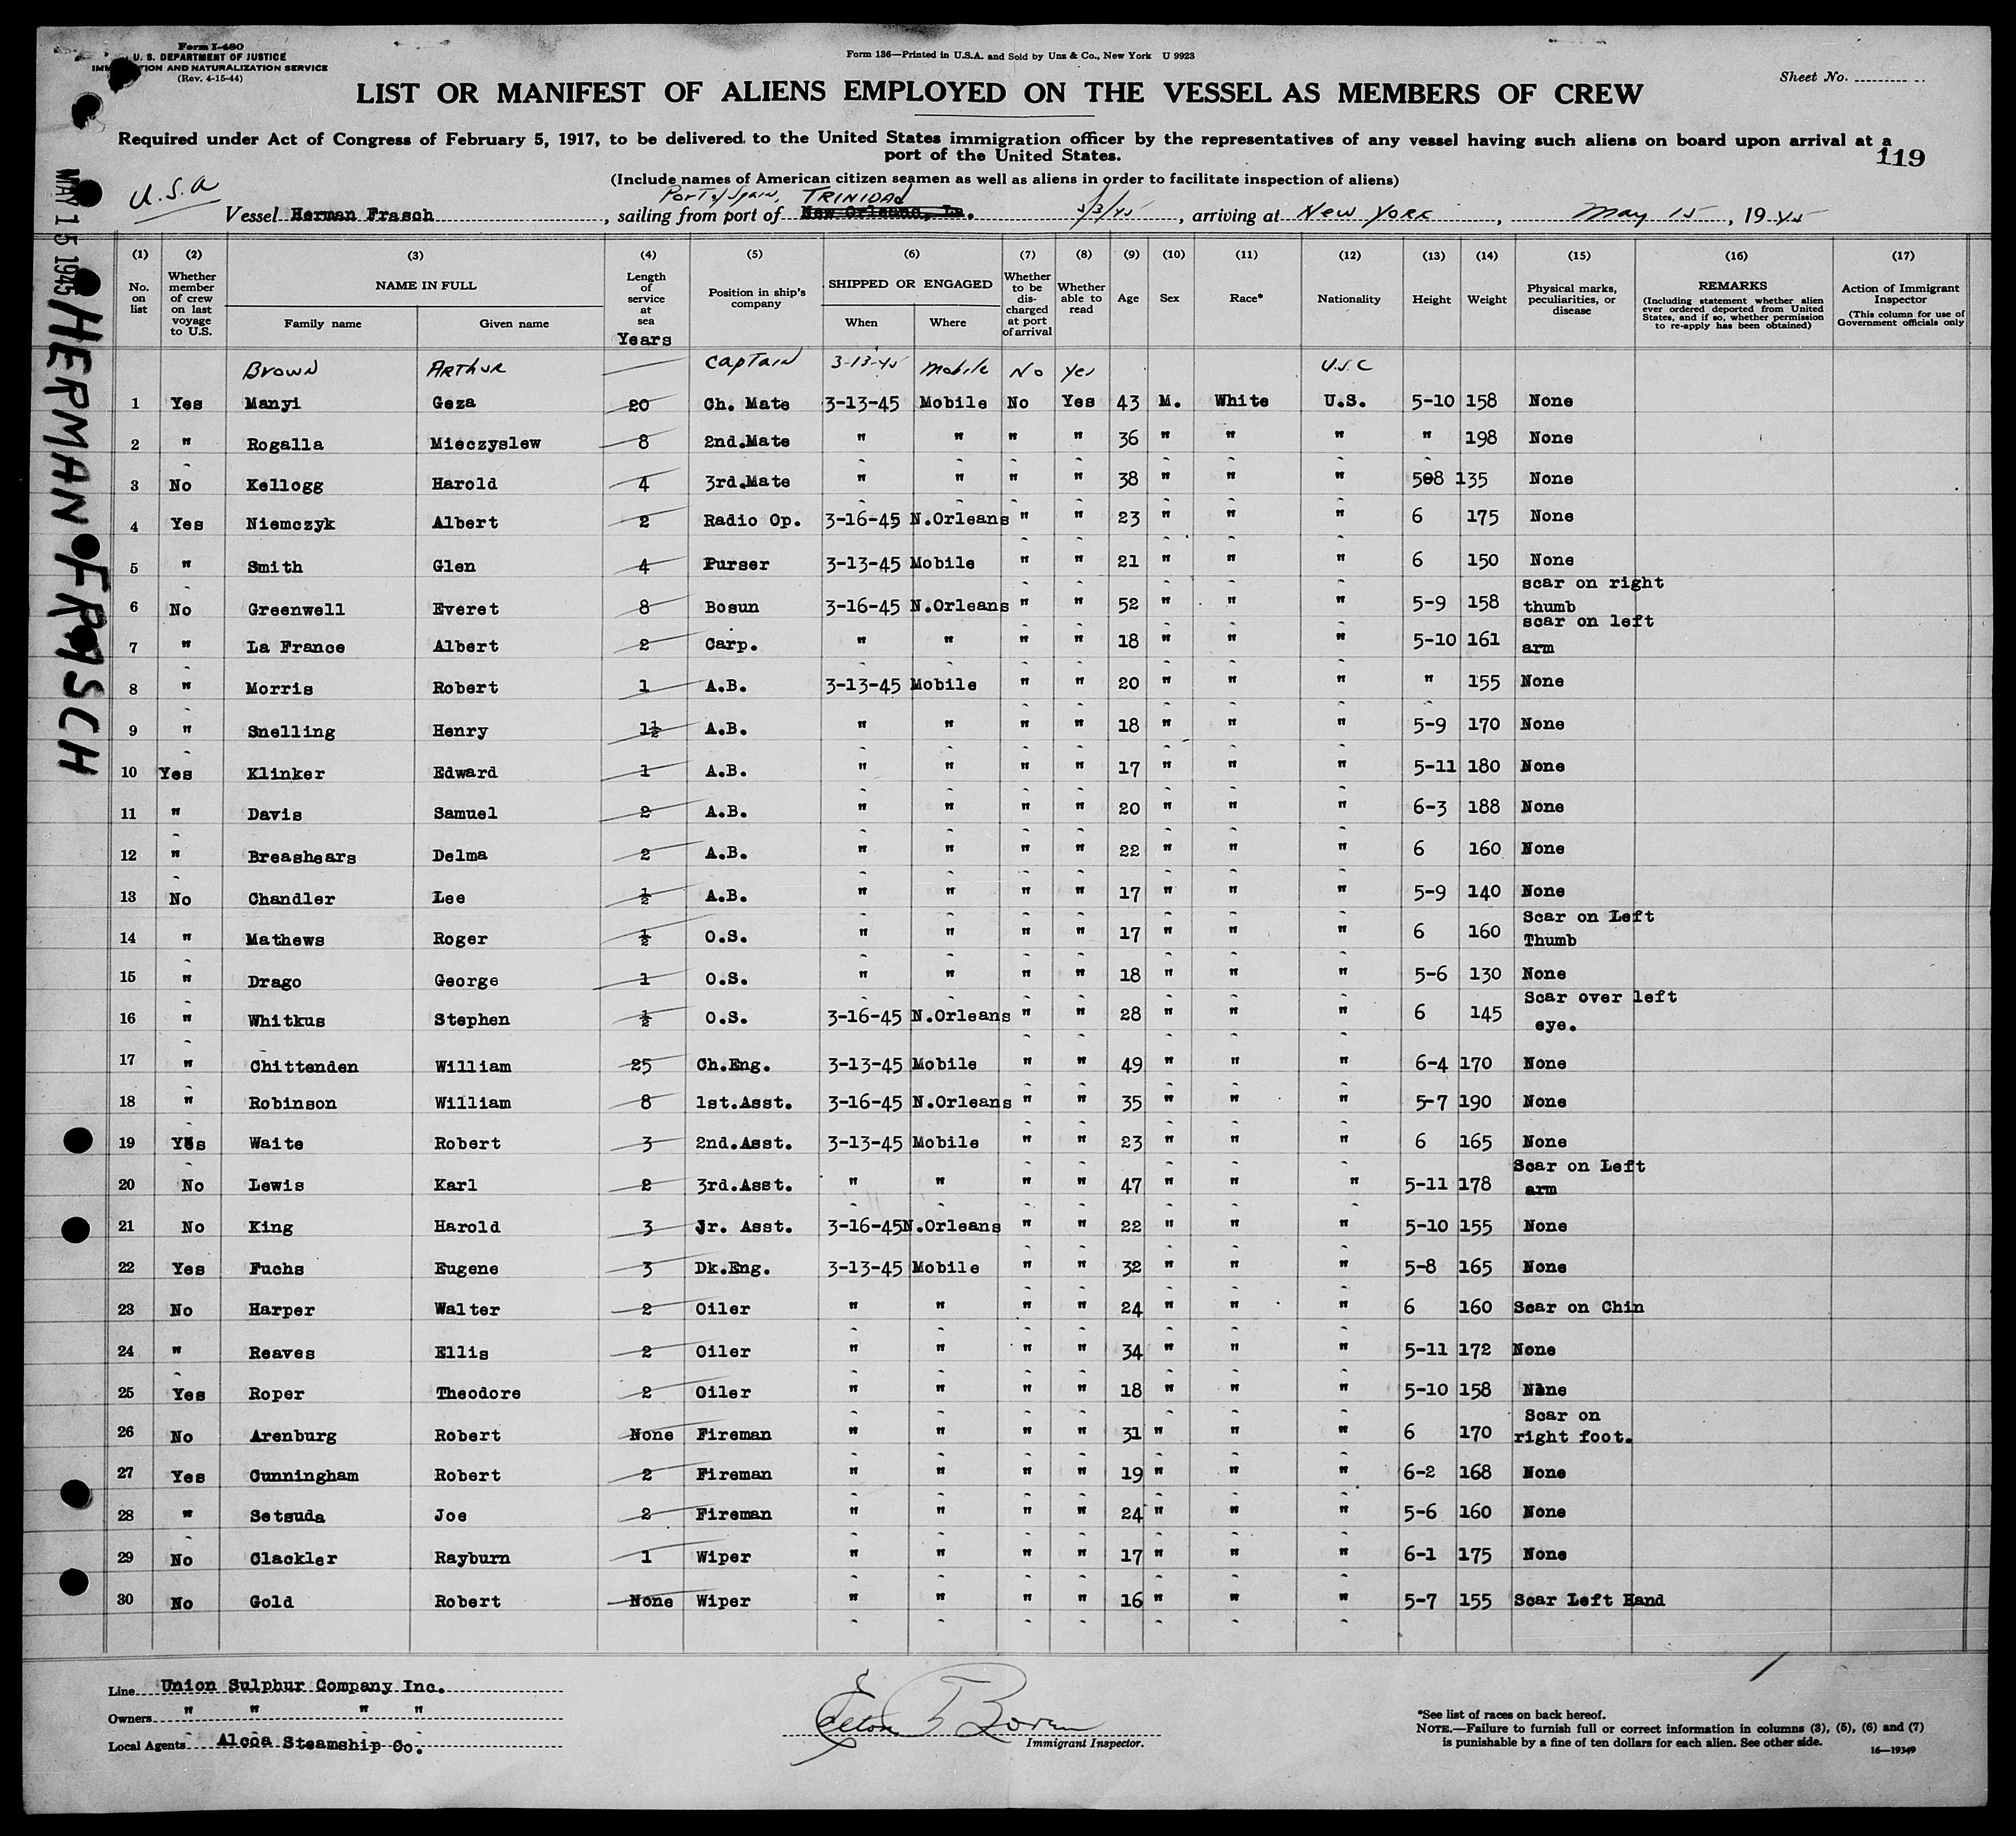 Form I-480
U. S. DEPARTMENT OF JUSTICE
IMM TION AND NATURALIZATION SERVICE
(Rev. 4-15-44)
Form 136—Printed in U.S.A. and Sold by Unz & Co., New York U 9923
Sheet No.
LIST OR MANIFEST OF ALIENS EMPLOYED ON THE VESSEL AS MEMBERS OF CREW
Required under Act of Congress of February 5, 1917, to be delivered to the United States immigration officer by the representatives of any vessel having such aliens on board upon arrival at a
port of the United States.
119
(Include names of American citizen seamen as well as aliens in order to facilitate inspection of aliens)
U.S.A
Port of Spain, TRINIDAD
Vessel Herman Frasch, sailing from port of New Orleans, La. 5/3/45, arriving at New York, May 15, 1945
MAY 15 1945
HERMAN FRASCH
(1) (2) (3) (4) (5) (6) (7) (8) (9) (10) (11) (12) (13) (14) (15) (16) (17)
No. on list
Whether member of crew on last voyage to U.S.
NAME IN FULL
Family name Given name
Length of service at sea
Years
Position in ship's company
SHIPPED OR ENGAGED
When Where
Whether to be discharged at port of arrival
Whether able to read
Age
Sex
Race*
Nationality
Height
Weight
Physical marks, peculiarities, or disease
REMARKS
(Including statement whether alien ever ordered deported from United States, and if so, whether permission to re-apply has been obtained)
Action of Immigrant Inspector
(This column for use of Government officials only
Brown Arthur — Captain 3-13-45 Mobile No Yes U.S.C
1 Yes Manyi Geza 20 Ch. Mate 3-13-45 Mobile No Yes 43 M. White U.S. 5-10 158 None
2 " Rogalla Mieczyslew 8 2nd.Mate " " " " 36 " " " " 198 None
3 No Kellogg Harold 4 3rd.Mate " " " " 38 " " " 508 135 None
4 Yes Niemczyk Albert 2 Radio Op. 3-16-45 N.Orleans " " 23 " " " 6 175 None
5 " Smith Glen 4 Purser 3-13-45 Mobile " " 21 " " " 6 150 None
6 No Greenwell Everet 8 Bosun 3-16-45 N.Orleans " " 52 " " " 5-9 158 scar on right thumb
7 " La France Albert 2 Carp. " " " " 18 " " " 5-10 161 scar on left arm
8 " Morris Robert 1 A.B. 3-13-45 Mobile " " 20 " " " " 155 None
9 " Snelling Henry 1½ A.B. " " " " 18 " " " 5-9 170 None
10 Yes Klinker Edward 1 A.B. " " " " 17 " " " 5-11 180 None
11 " Davis Samuel 2 A.B. " " " " 20 " " " 6-3 188 None
12 " Breashears Delma 2 A.B. " " " " 22 " " " 6 160 None
13 No Chandler Lee ½ A.B. " " " " 17 " " " 5-9 140 None
14 " Mathews Roger ½ O.S. " " " " 17 " " " 6 160 Scar on Left Thumb
15 " Drago George 1 O.S. " " " " 18 " " " 5-6 130 None
16 " Whitkus Stephen ½ O.S. 3-16-45 N.Orleans " " 28 " " " 6 145 Scar over left eye.
17 " Chittenden William 25 Ch.Eng. 3-13-45 Mobile " " 49 " " " 6-4 170 None
18 " Robinson William 8 1st.Asst. 3-16-45 N.Orleans " " 35 " " " 5-7 190 None
19 Yes Waite Robert 3 2nd.Asst. 3-13-45 Mobile " " 23 " " " 6 165 None
20 No Lewis Karl 2 3rd.Asst. " " " " 47 " " " 5-11 178 Scar on Left arm
21 No King Harold 3 Jr. Asst. 3-16-45 N.Orleans " " 22 " " " 5-10 155 None
22 Yes Fuchs Eugene 3 Dk.Eng. 3-13-45 Mobile " " 32 " " " 5-8 165 None
23 No Harper Walter 2 Oiler " " " " 24 " " " 6 160 Scar on Chin
24 " Reaves Ellis 2 Oiler " " " " 34 " " " 5-11 172 None
25 Yes Roper Theodore 2 Oiler " " " " 18 " " " 5-10 158 None
26 No Arenburg Robert None Fireman " " " " 31 " " " 6 170 Scar on right foot.
27 Yes Cunningham Robert 2 Fireman " " " " 19 " " " 6-2 168 None
28 " Setsuda Joe 2 Fireman " " " " 24 " " " 5-6 160 None
29 No Clackler Rayburn 1 Wiper " " " " 17 " " " 6-1 175 None
30 No Gold Robert None Wiper " " " " 16 " " " 5-7 155 Scar Left Hand
Line Union Sulphur Company Inc.
Owners " " " "
Local Agents Alcoa Steamship Co.
Immigrant Inspector.
*See list of races on back hereof.
NOTE.—Failure to furnish full or correct information in columns (3), (5), (6) and (7)
is punishable by a fine of ten dollars for each alien. See other side.
16—19349